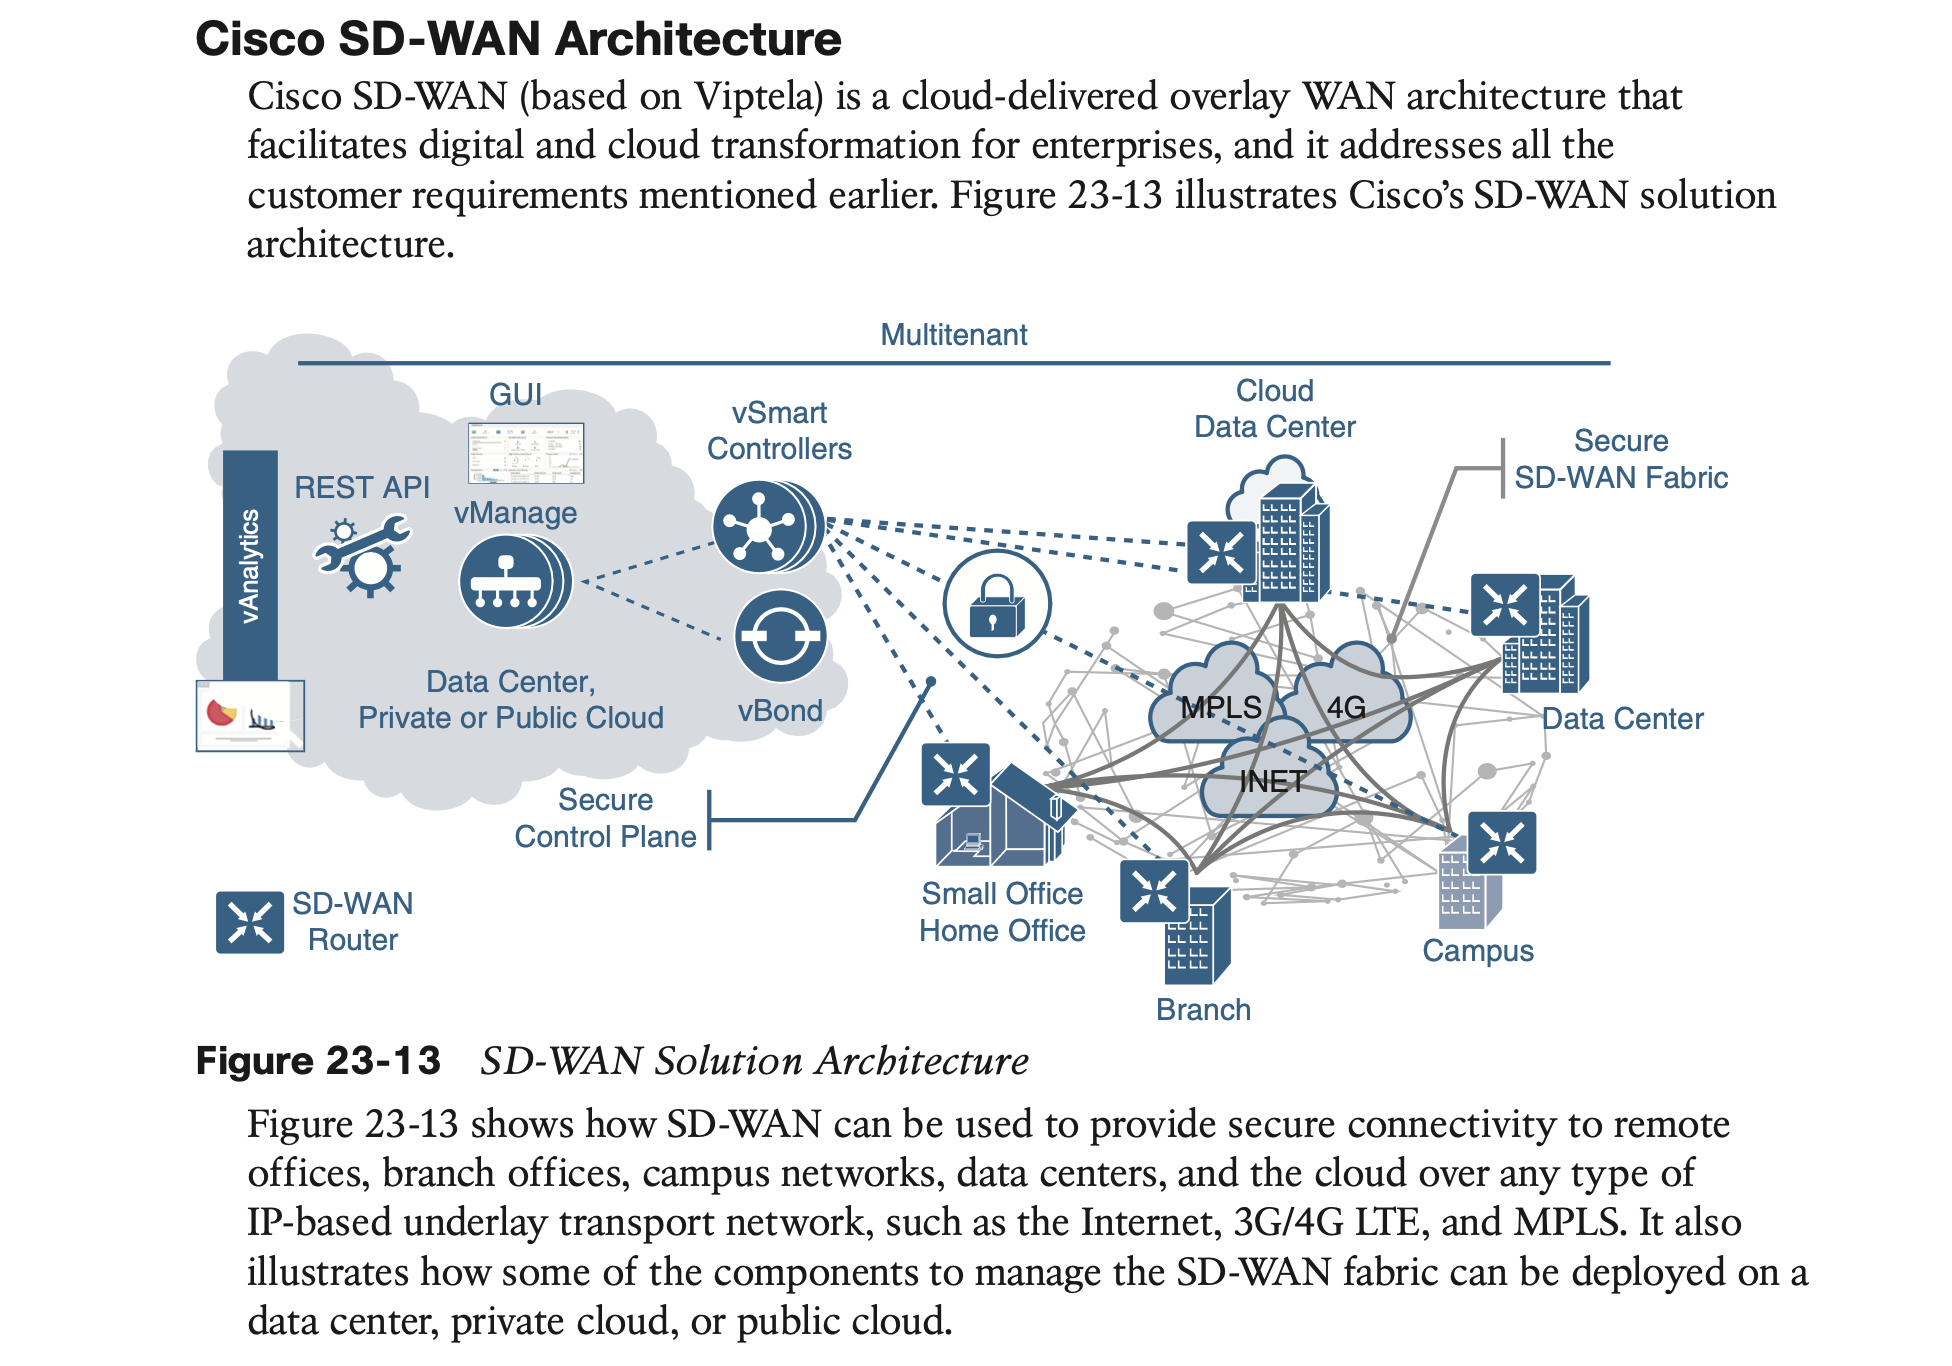 Cisco SD-WAN Architecture
Cisco SD-WAN (based on Viptela) is a cloud-delivered overlay WAN architecture that
facilitates digital and cloud transformation for enterprises, and it addresses all the
customer requirements mentioned earlier. Figure 23-13 illustrates Cisco’s SD-WAN solution
architecture.
Multitenant
GUI
vSmart
Controllers
Cloud
Data Center
Secure
SD-WAN Fabric
REST API
vManage
vAnalytics
MPLS
4G
INET
Data Center,
Private or Public Cloud
vBond
Data Center
Secure
Control Plane
SD-WAN
Router
Small Office
Home Office
Campus
Branch
Figure 23-13 SD-WAN Solution Architecture
Figure 23-13 shows how SD-WAN can be used to provide secure connectivity to remote
offices, branch offices, campus networks, data centers, and the cloud over any type of
IP-based underlay transport network, such as the Internet, 3G/4G LTE, and MPLS. It also
illustrates how some of the components to manage the SD-WAN fabric can be deployed on a
data center, private cloud, or public cloud.